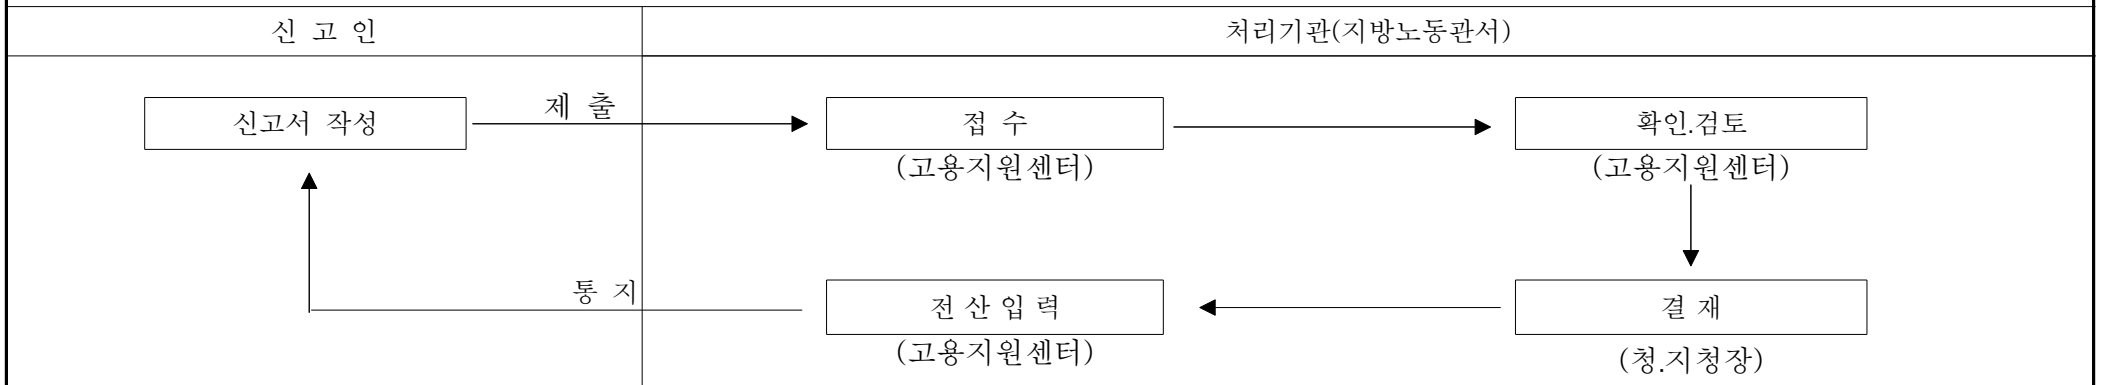 신 고 인
처리기관(지방노동관서)
신고서 작성
제 출
접 수
(고용지원센터)
확인.검토
(고용지원센터)
통 지
전 산 입 력
(고용지원센터)
결 재
(청.지청장)